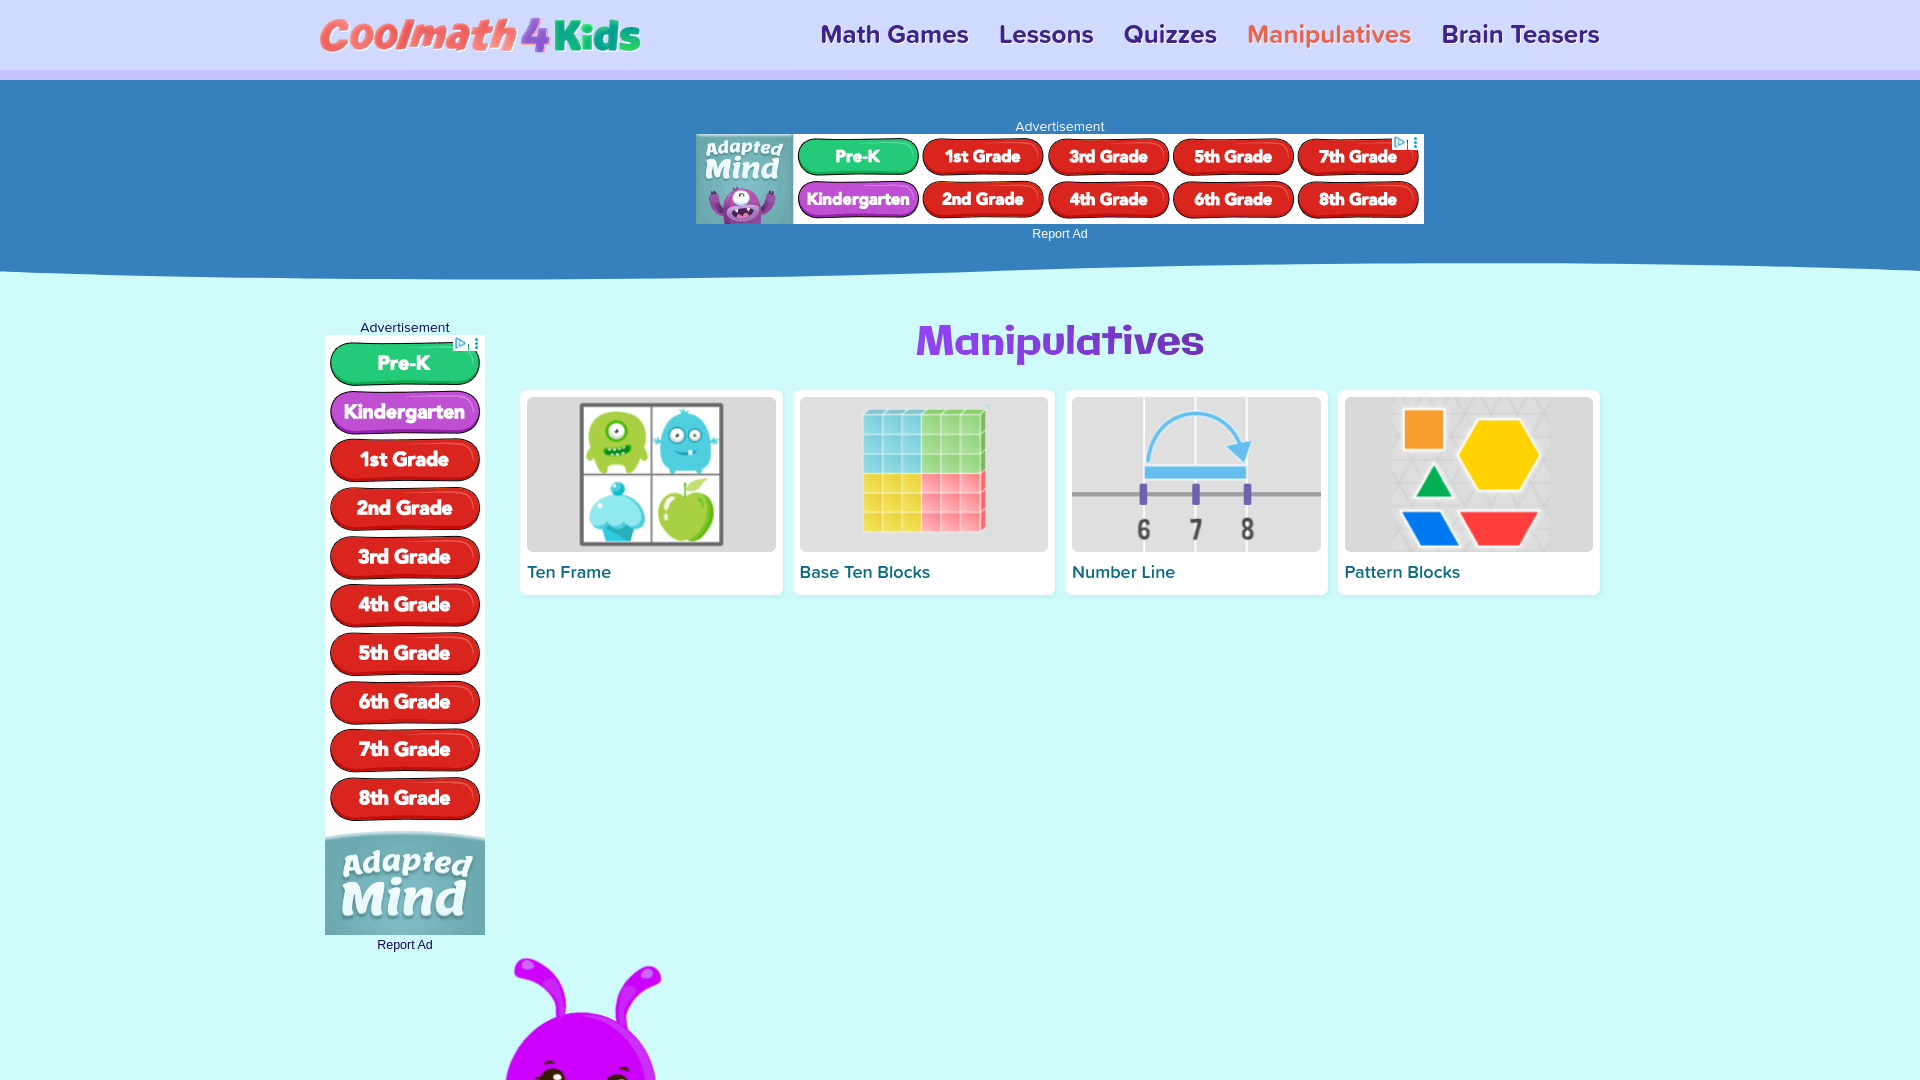 Coolmath4Kids
Math Games Lessons Quizzes Manipulatives Brain Teasers
Advertisement
Adapted Mind
Pre-K 1st Grade 3rd Grade 5th Grade 7th Grade
Kindergarten 2nd Grade 4th Grade 6th Grade 8th Grade
Report Ad
Advertisement
Pre-K
Kindergarten
1st Grade
2nd Grade
3rd Grade
4th Grade
5th Grade
6th Grade
7th Grade
8th Grade
Adapted
Mind
Report Ad
Manipulatives
6 7 8
Ten Frame
Base Ten Blocks
Number Line
Pattern Blocks